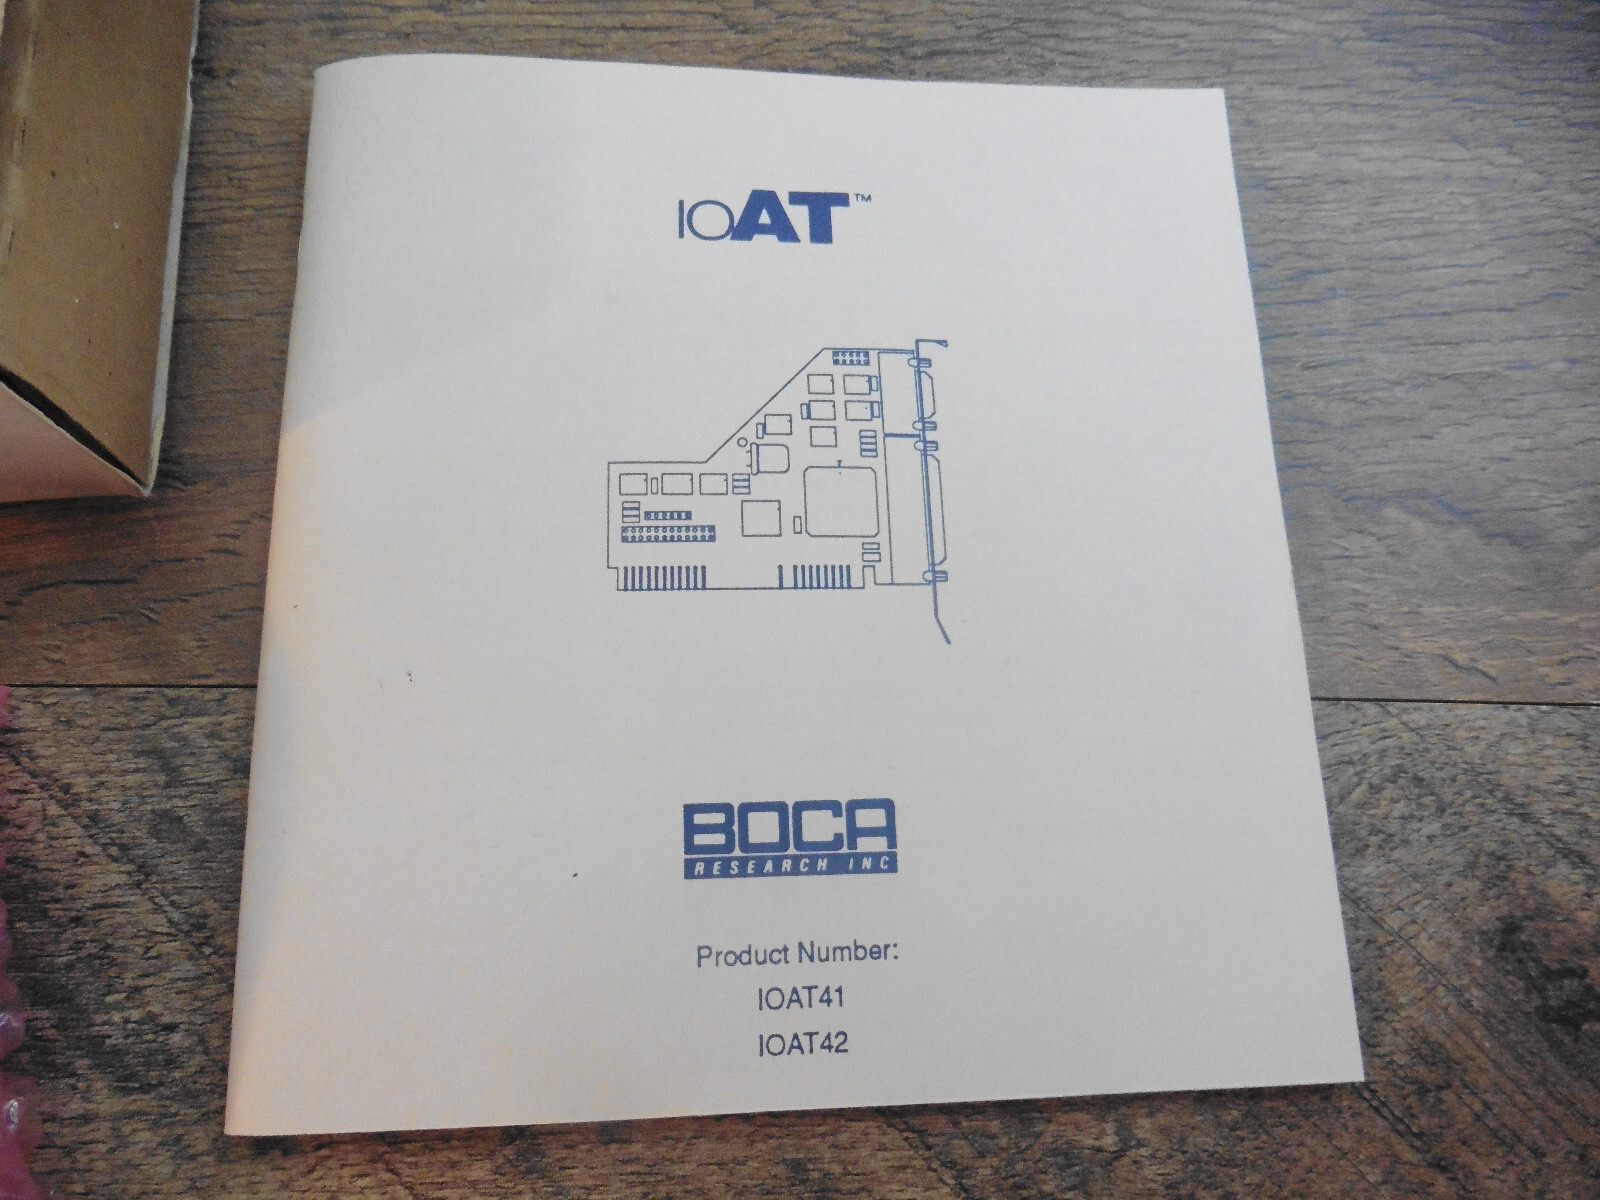 IOAT™
BOCA
RESEARCH INC
Product Number:
IOAT41
IOAT42